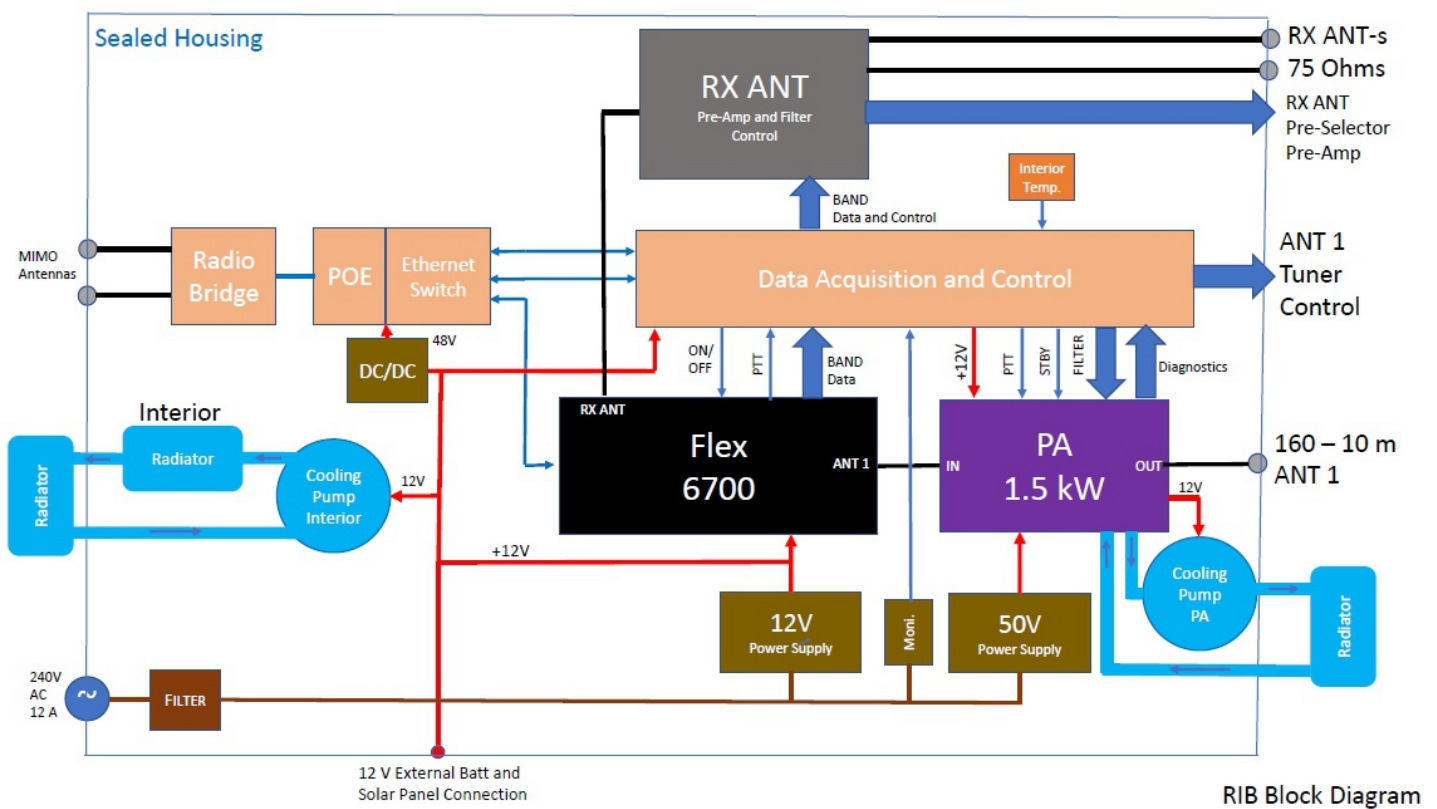 Sealed Housing
RX ANT-s
75 Ohms
RX ANT
Pre-Amp and Filter
Control
RX ANT
Pre-Selector
Pre-Amp
Interior
Temp.
BAND
Data and Control
MIMO
Antennas
Radio
Bridge
POE
Ethernet
Switch
Data Acquisition and Control
ANT 1
Tuner
Control
48V
DC/DC
ON/
OFF
PTT
BAND
Data
+12V
PTT
STBY
FILTER
Diagnostics
Interior
Radiator
Radiator
Cooling
Pump
Interior
12V
RX ANT
Flex
6700
ANT 1
IN
PA
1.5 kW
OUT
160 – 10 m
ANT 1
12V
+12V
Cooling
Pump
PA
Radiator
12V
Power Supply
Moni.
50V
Power Supply
240V
AC
12 A
~
FILTER
12 V External Batt and
Solar Panel Connection
RIB Block Diagram